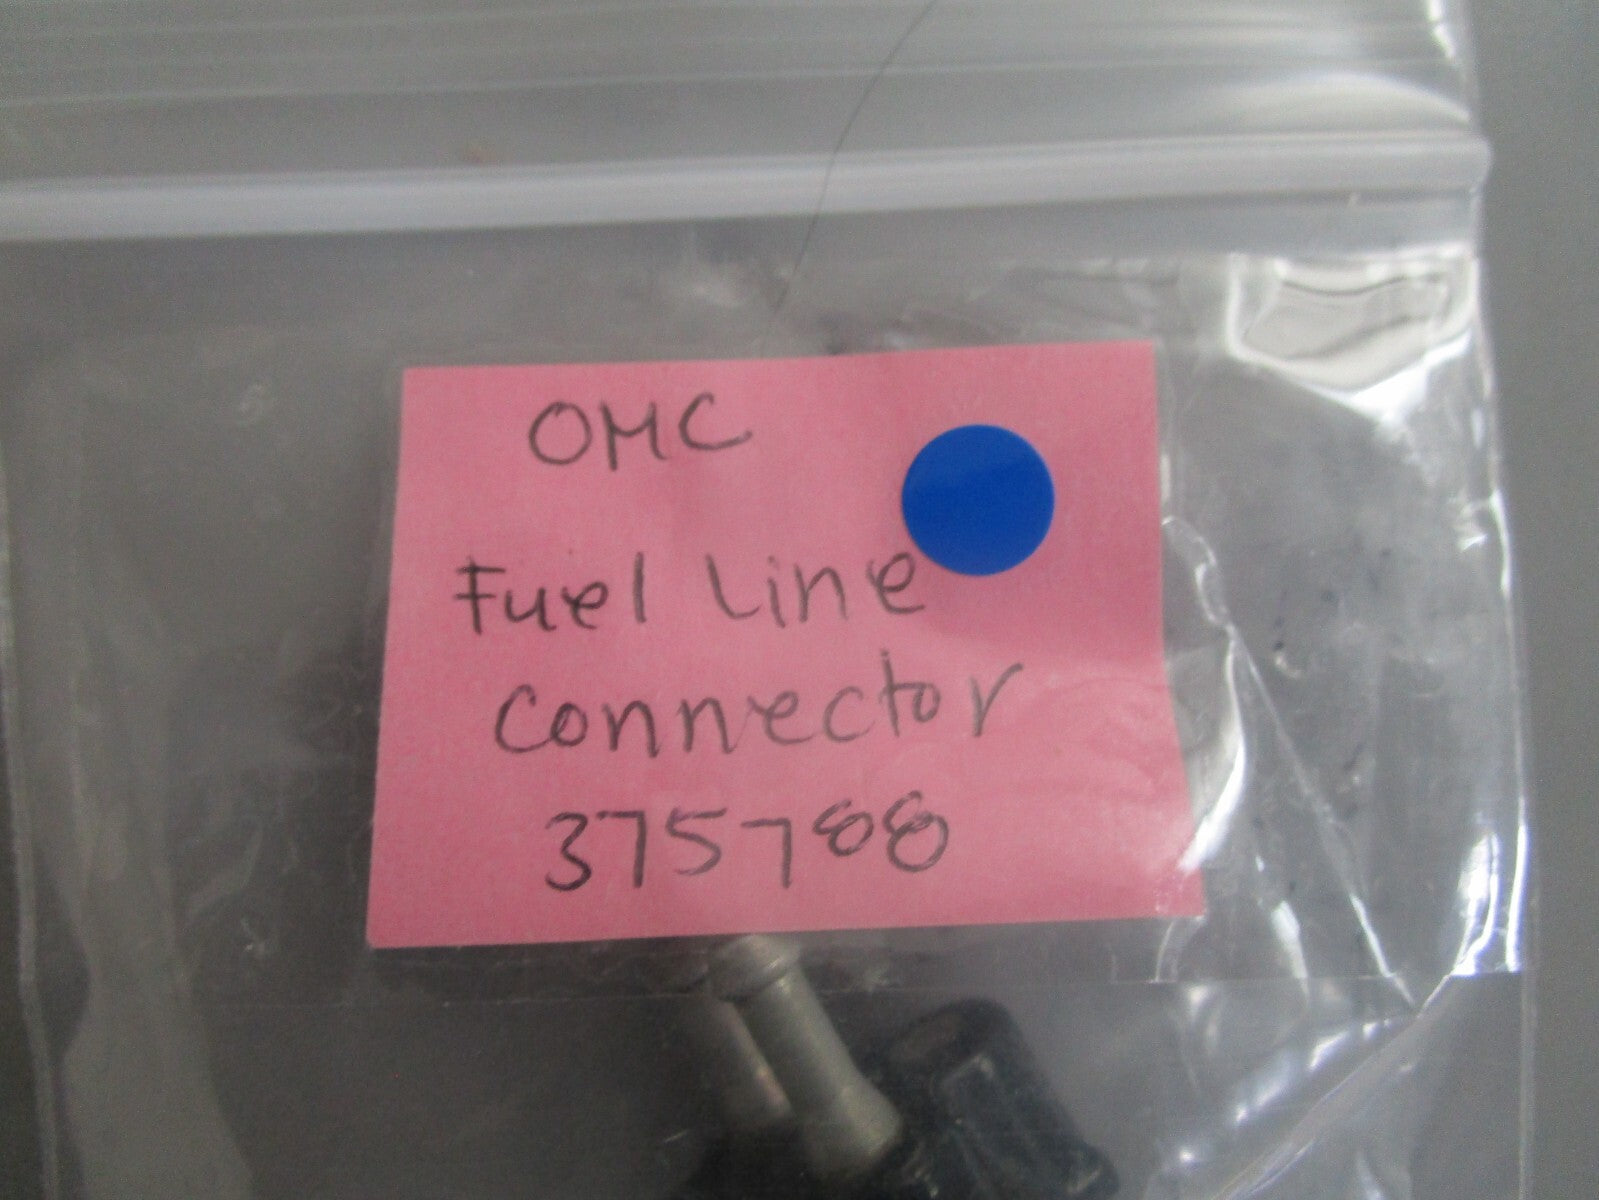 OMC
Fuel Line
Connector
375788